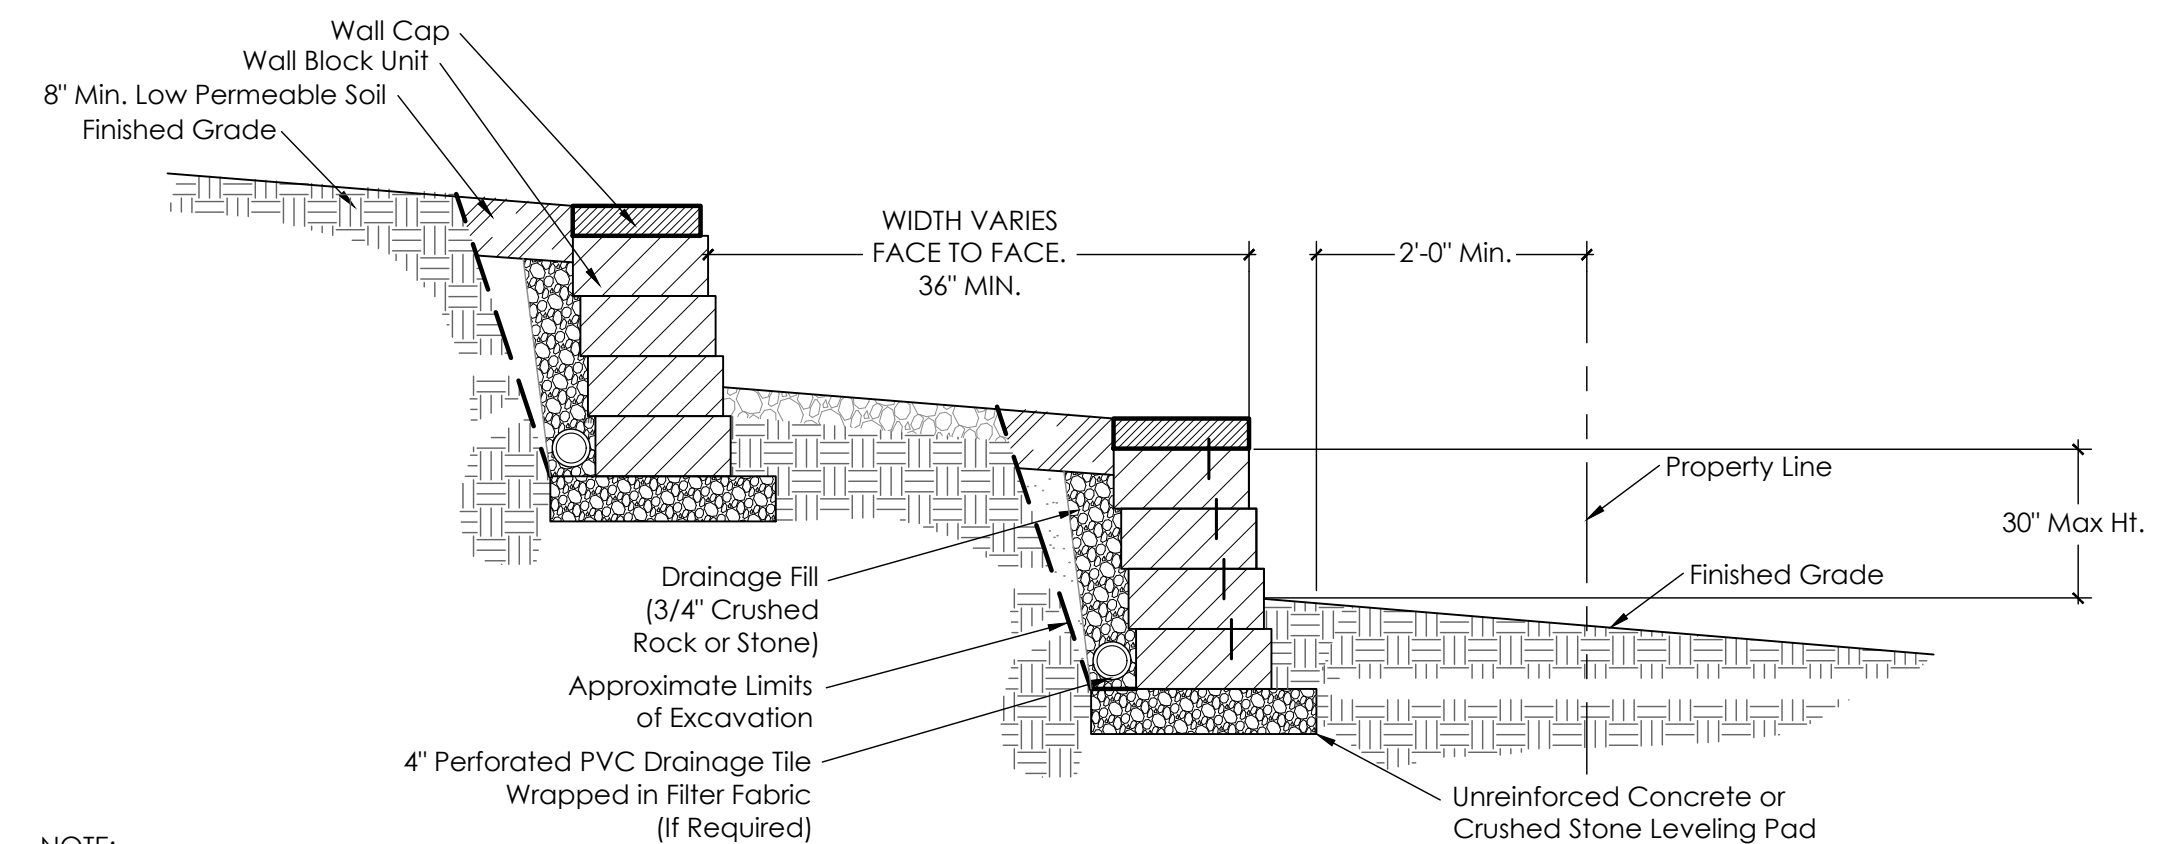 Wall Cap
Wall Block Unit
8" Min. Low Permeable Soil
Finished Grade
WIDTH VARIES
FACE TO FACE.
36" MIN.
2'-0" Min.
Property Line
30" Max Ht.
Finished Grade
Drainage Fill
(3/4" Crushed
Rock or Stone)
Approximate Limits
of Excavation
4" Perforated PVC Drainage Tile
Wrapped in Filter Fabric
(If Required)
Unreinforced Concrete or
Crushed Stone Leveling Pad
NOTE: